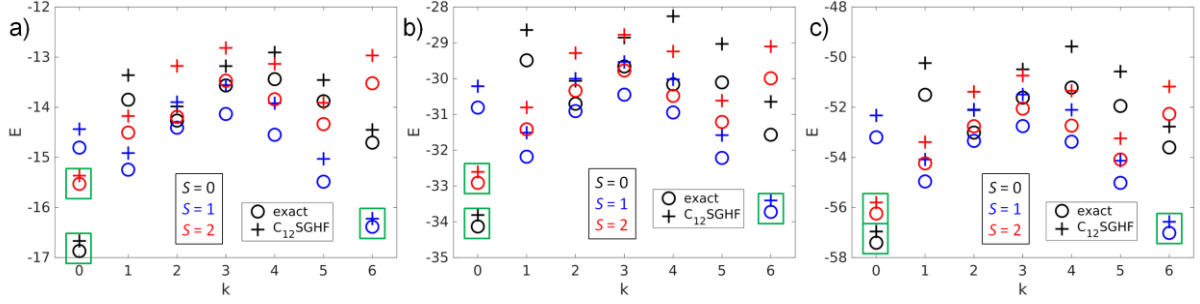 a)
-12
-13
-14
-15
-16
-17
E
0 1 2 3 4 5 6
k
S = 0
S = 1
S = 2
exact
C₁₂SGHF
b)
-28
-29
-30
-31
-32
-33
-34
-35
E
0 1 2 3 4 5 6
k
S = 0
S = 1
S = 2
exact
C₁₂SGHF
c)
-48
-50
-52
-54
-56
-58
E
0 1 2 3 4 5 6
k
S = 0
S = 1
S = 2
exact
C₁₂SGHF